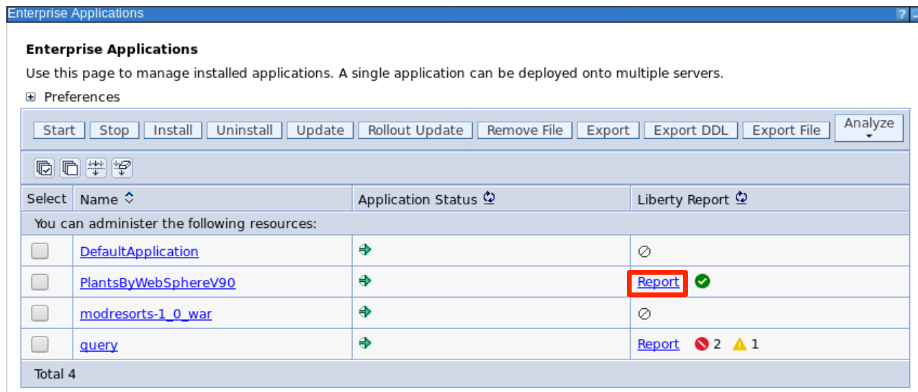 Enterprise Applications
?
Enterprise Applications
Use this page to manage installed applications. A single application can be deployed onto multiple servers.
Preferences
Start Stop Install Uninstall Update Rollout Update Remove File Export Export DDL Export File Analyze
Select Name Application Status Liberty Report
You can administer the following resources:
DefaultApplication
PlantsByWebSphereV90 Report
modresorts-1_0_war
query Report 2 1
Total 4